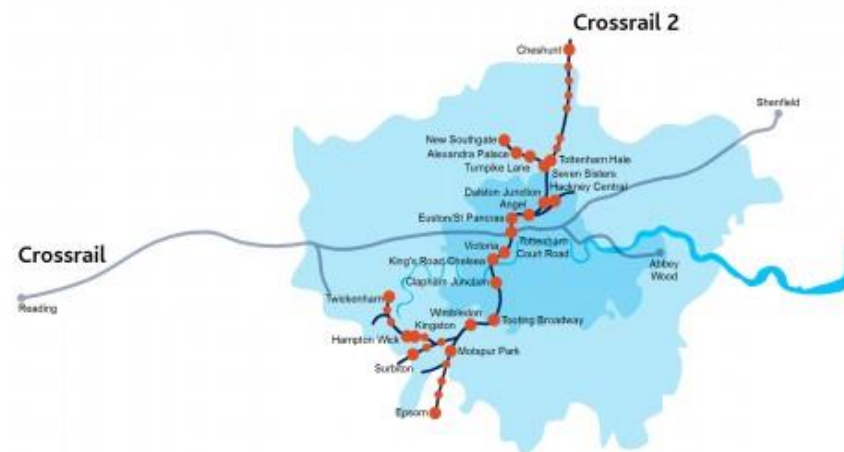 Crossrail 2
Cheshunt
Shenfield
New Southgate
Alexandra Palace
Tottenham Hale
Turnpike Lane
Seven Sisters
Dalston Junction
Hackney Central
Angel
Euston/St Pancras
Crossrail
Victoria
Tottenham
Court Road
King's Road Chelsea
Abbey
Wood
Clapham Junction
Twickenham
Reading
Wimbledon
Kingston
Tooting Broadway
Hampton Wick
Motspur Park
Surbiton
Epsom